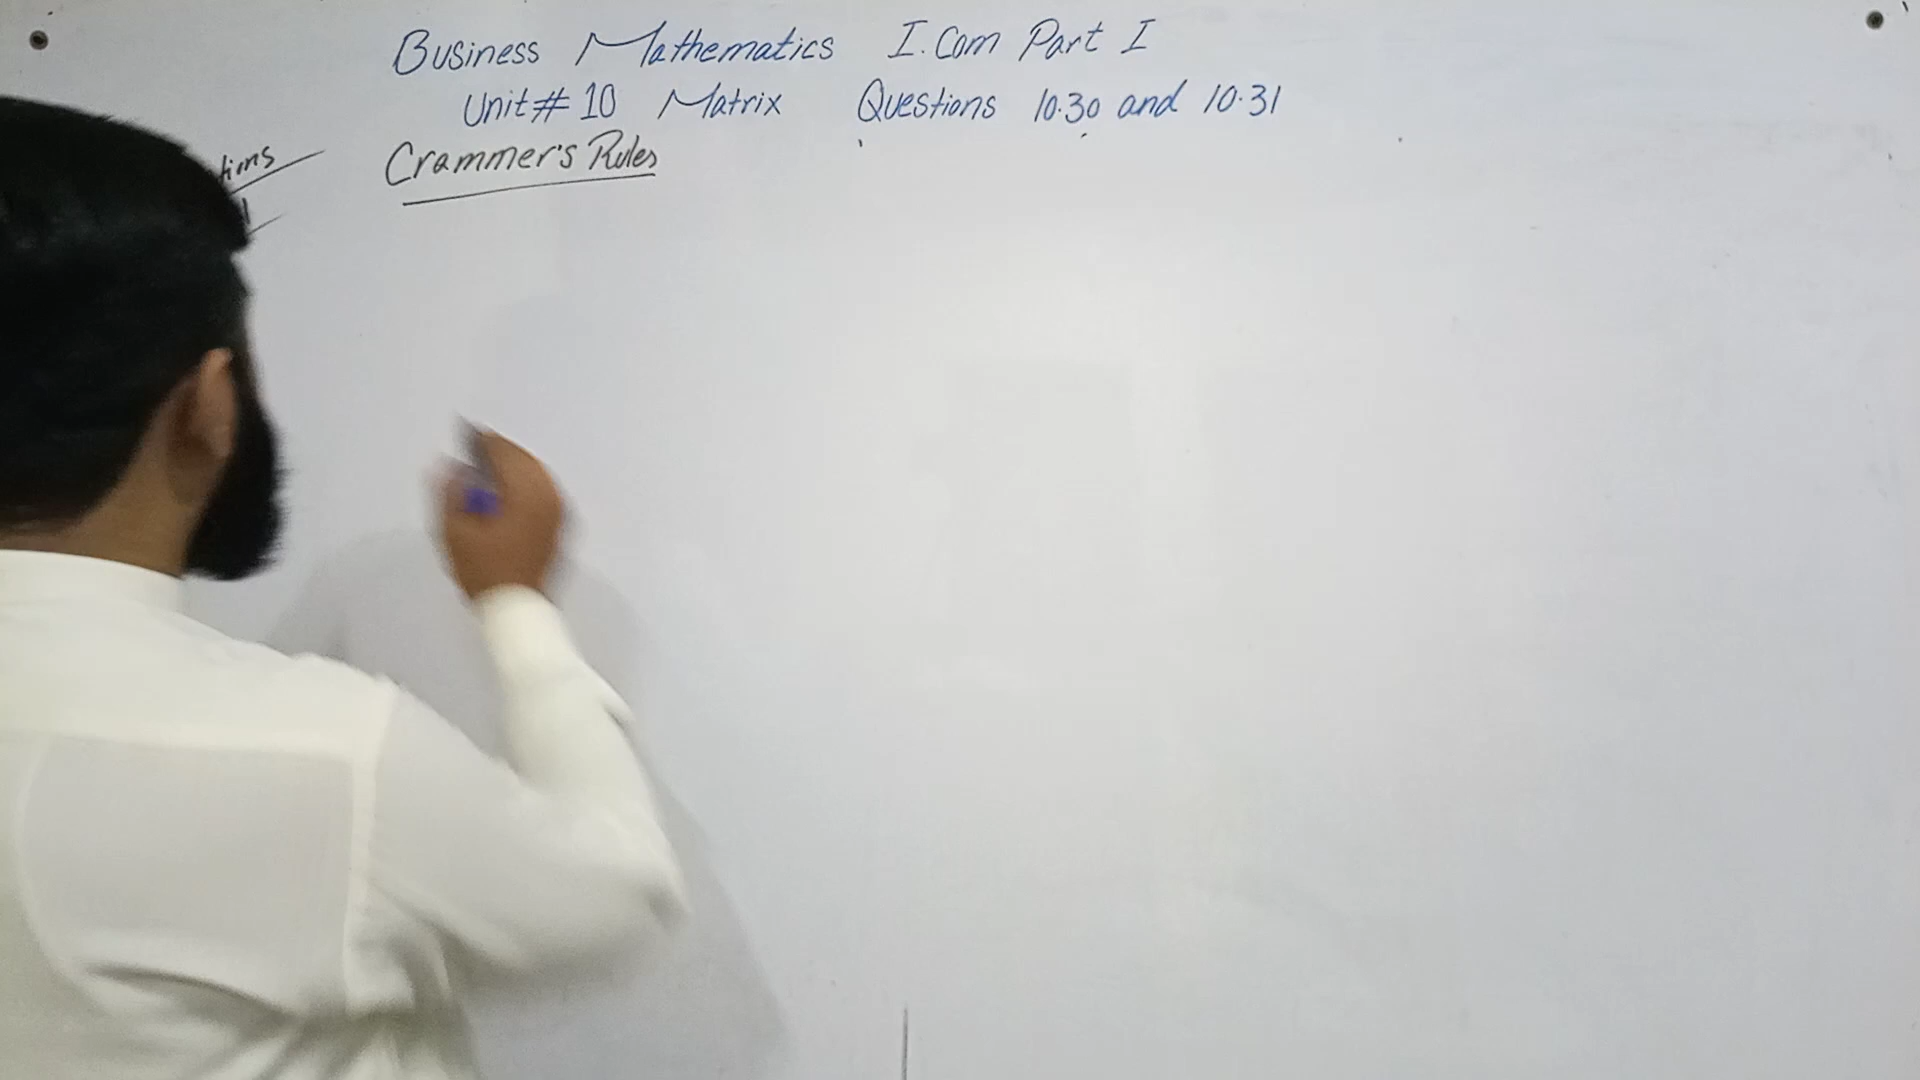 Business Mathematics I.Com Part I
Unit # 10 Matrix Questions 10.30 and 10.31
Crammer's Rules